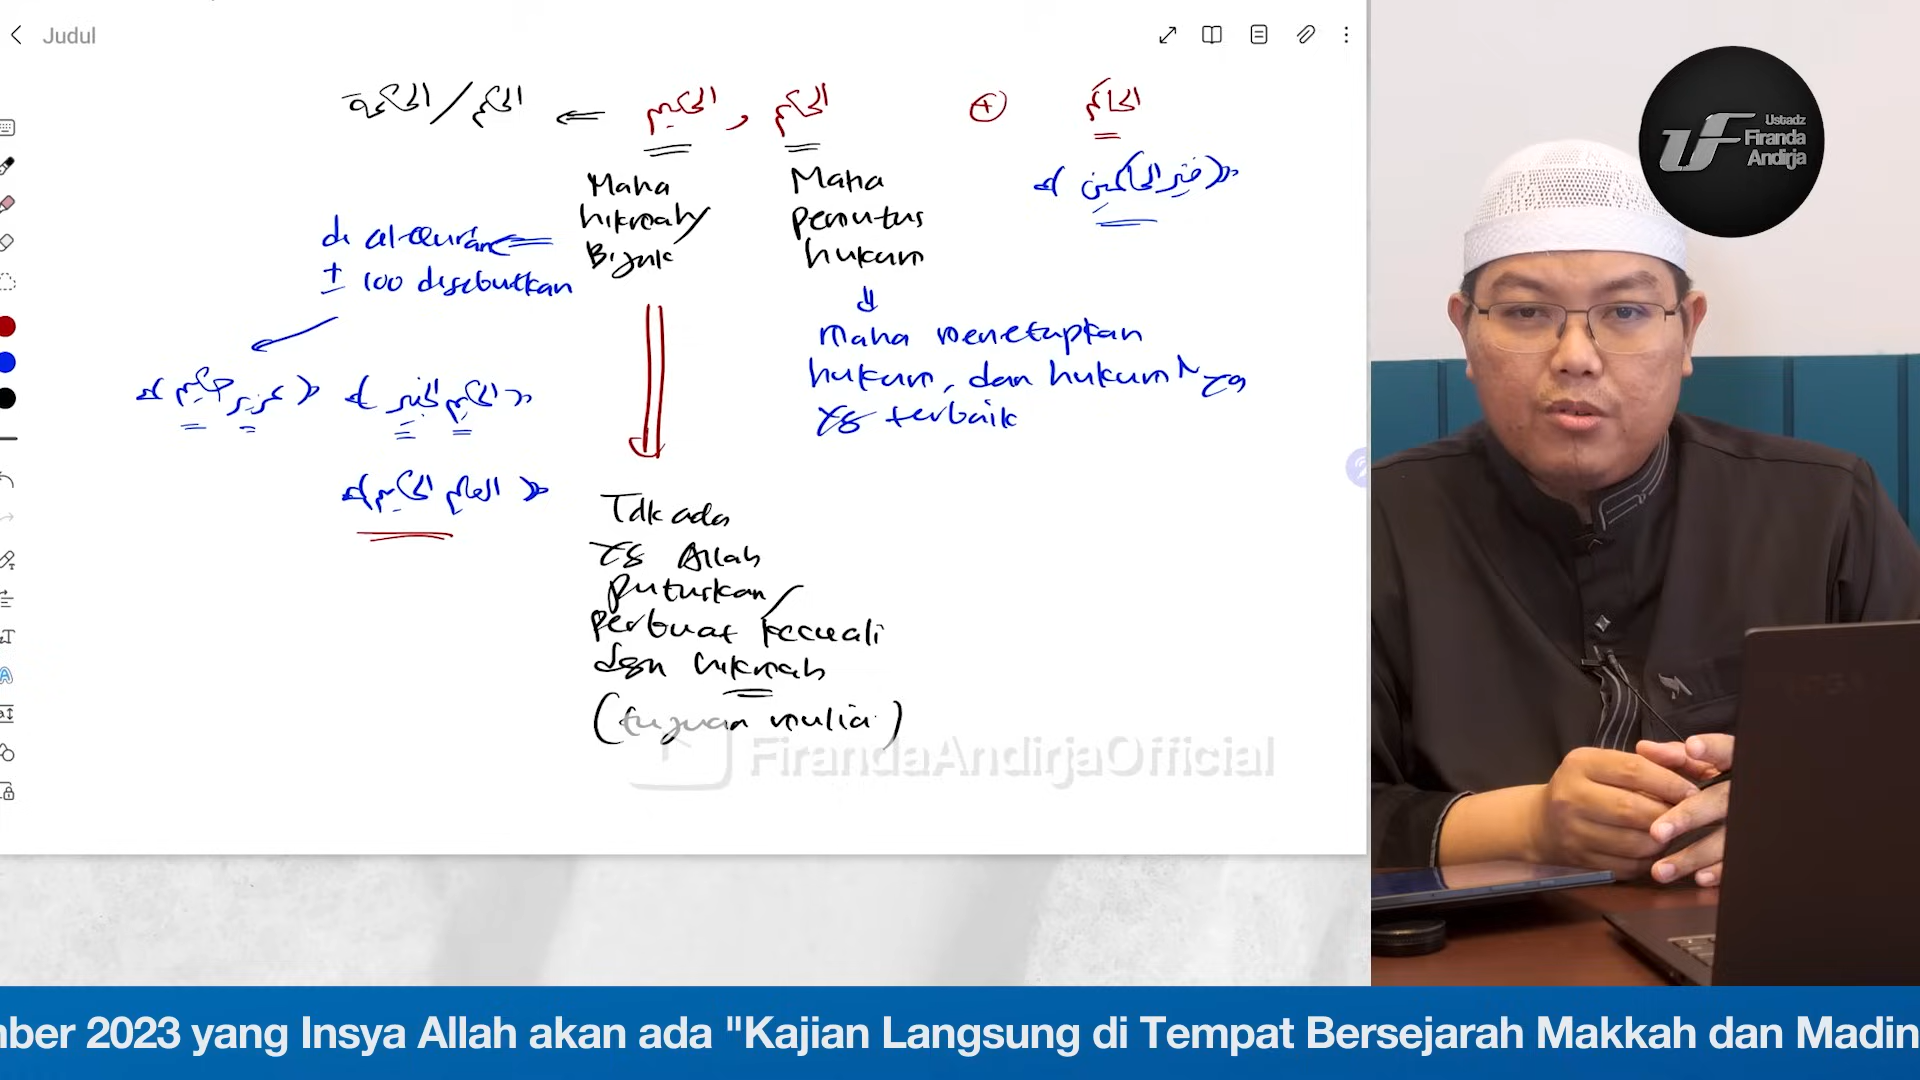 Judul
الحكم / الحكمة ⇐ الحكيم , الحكم ⊕ الحاكم
Maha
hikmah/
Bijak
Maha
pemutus
hukum
« خير الحاكمين »
di al-Quran
± 100 disebutkan
Maha menetapkan
hukum, dan hukumNya
yg terbaik
« عزيز حكيم »
« الحكيم الخبير »
« العليم الحكيم »
Tdk ada
yg Allah
putuskan/
perbuat kecuali
dgn hikmah
(tujuan mulia)
FirandaAndirjaOfficial
Ustadz
Firanda
Andirja
mber 2023 yang Insya Allah akan ada "Kajian Langsung di Tempat Bersejarah Makkah dan Madin